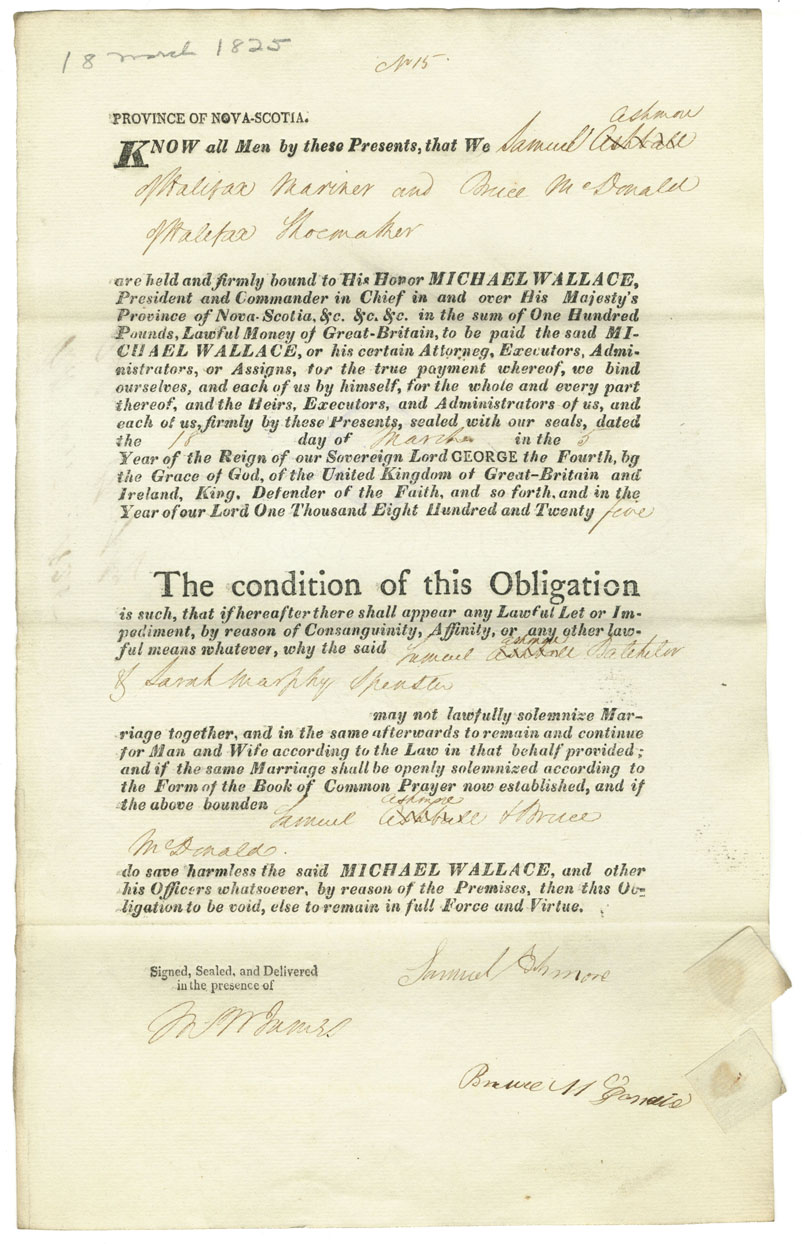 18 March 1825
No 15.
PROVINCE OF NOVA-SCOTIA.
Ashmore
KNOW all Men by these Presents, that We Samuel
of Halifax Mariner and Bruce McDonald
of Halifax Shoemaker
are held and firmly bound to His Honor MICHAEL WALLACE,
President and Commander in Chief in and over His Majesty's
Province of Nova-Scotia, &c. &c. &c. in the sum of One Hundred
Pounds, Lawful Money of Great-Britain, to be paid the said MI-
CHAEL WALLACE, or his certain Attorneg, Executors, Admi-
nistrators, or Assigns, for the true payment whereof, we bind
ourselves, and each of us by himself, for the whole and every part
thereof, and the Heirs, Executors, and Administrators of us, and
each of us, firmly by these Presents, sealed with our seals, dated
the 18 day of March in the 5
Year of the Reign of our Sovereign Lord GEORGE the Fourth, bg
the Grace of God, of the United Kingdom of Great-Britain and
Ireland, King, Defender of the Faith, and so forth, and in the
Year of our Lord One Thousand Eight Hundred and Twenty five
The condition of this Obligation
is such, that if hereafter there shall appear any Lawful Let or Im-
pediment, by reason of Consanguinity, Affinity, or any other law-
Ashmore
ful means whatever, why the said Samuel Batchelor
& Sarah Murphy Spinster
may not lawfully solemnize Mar-
riage together, and in the same afterwards to remain and continue
for Man and Wife according to the Law in that behalf provided;
and if the same Marriage shall be openly solemnized according to
the Form of the Book of Common Prayer now established, and if
Ashmore
the above bounden Samuel & Bruce
McDonald.
do save harmless the said MICHAEL WALLACE, and other
his Officers whatsoever, by reason of the Premises, then this Ob-
ligation to be void, else to remain in full Force and Virtue.
Signed, Sealed, and Delivered
in the presence of
Samuel Ashmore